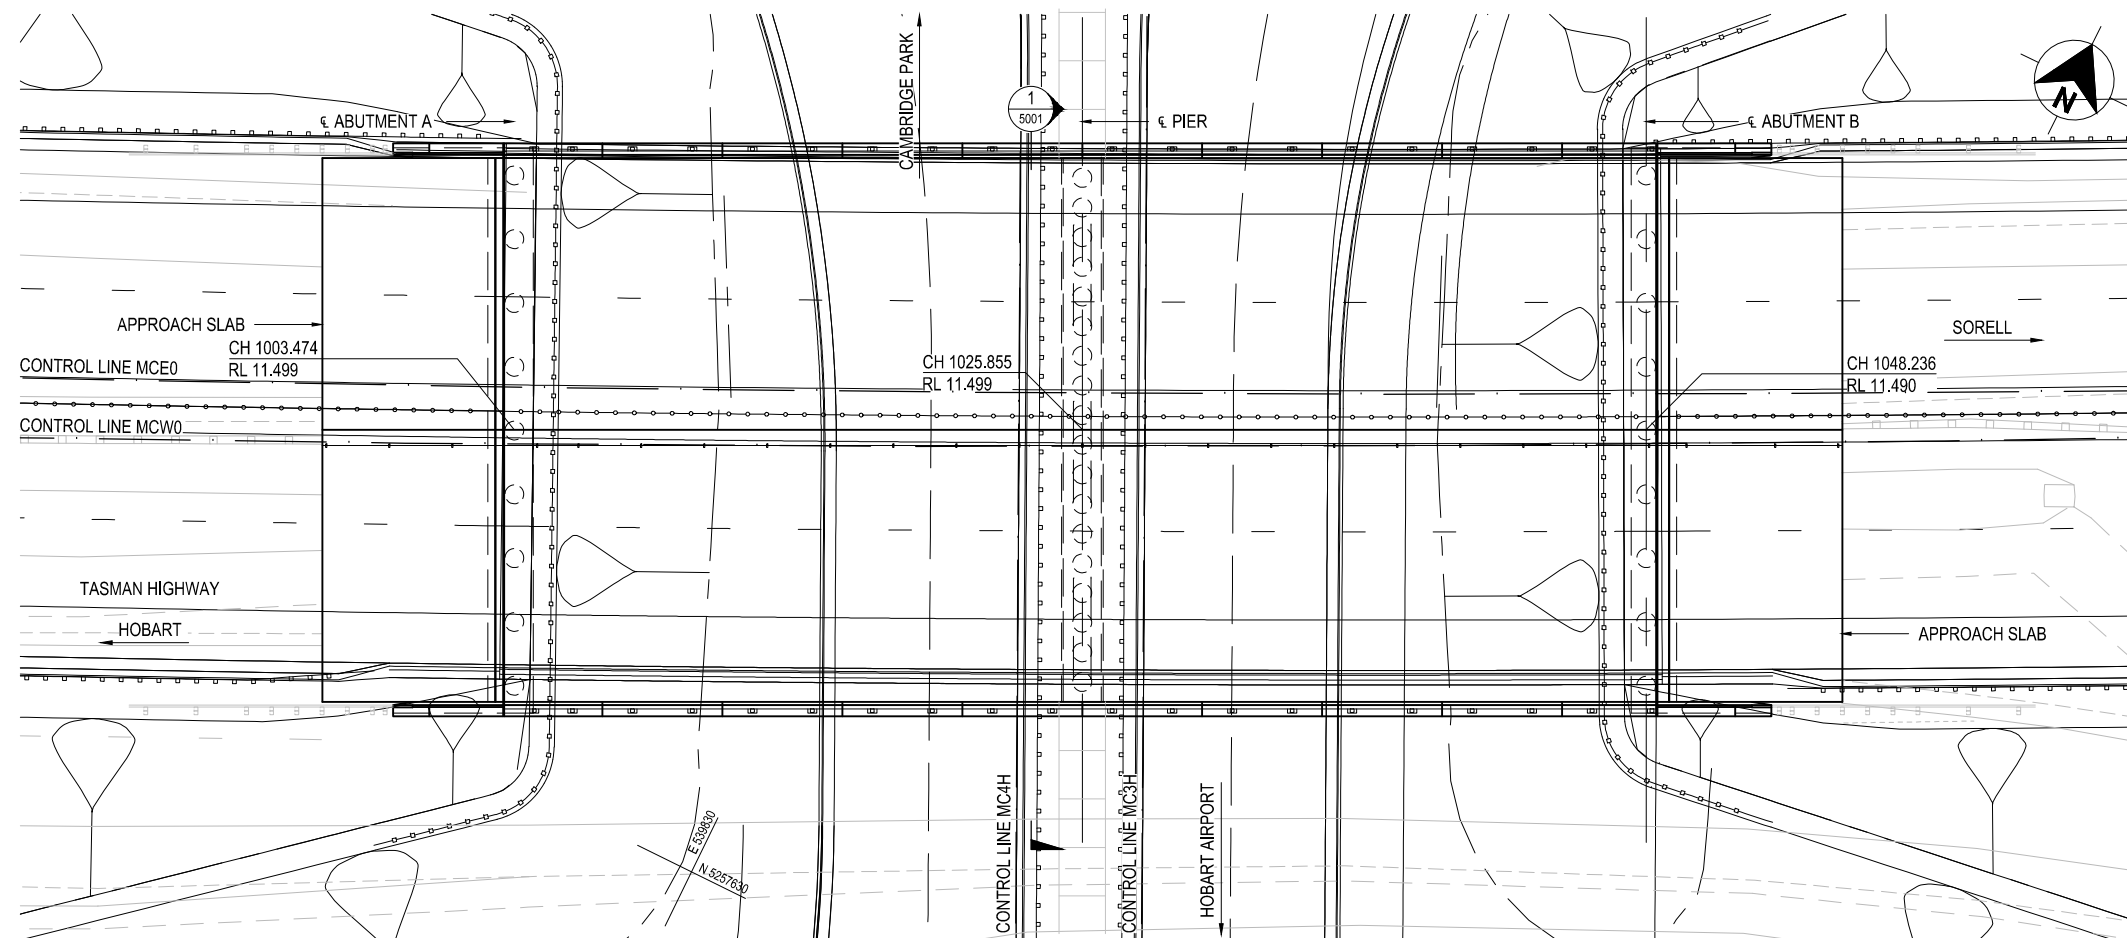 CAMBRIDGE PARK
1
5001
℄ ABUTMENT A
℄ PIER
℄ ABUTMENT B
N
APPROACH SLAB
SORELL
CH 1003.474
RL 11.499
CH 1025.855
RL 11.499
CH 1048.236
RL 11.490
CONTROL LINE MCE0
CONTROL LINE MCW0
TASMAN HIGHWAY
HOBART
APPROACH SLAB
E 539830
N 5257630
CONTROL LINE MC4H
CONTROL LINE MC3H
HOBART AIRPORT